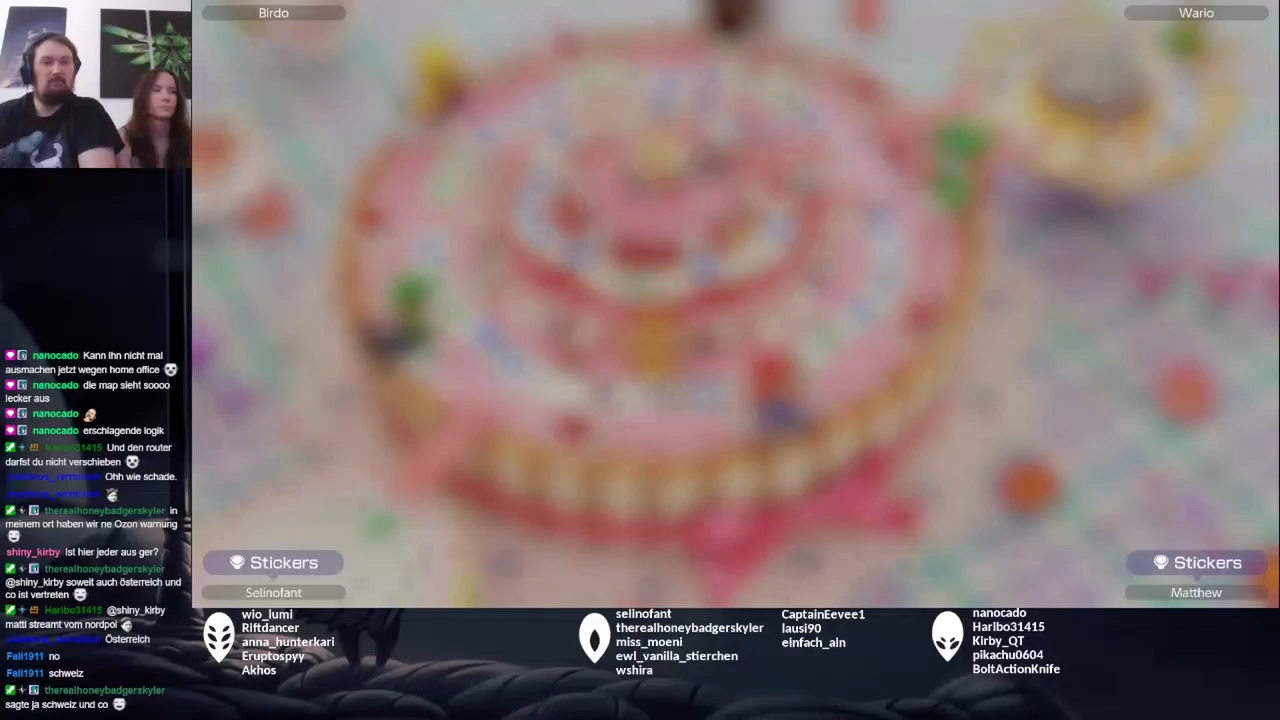 Birdo
Wario
nanocado Kann ihn nicht mal
ausmachen jetzt wegen home office
nanocado die map sieht soooo
lecker aus
nanocado
nanocado erschlagende logik
Haribo31415 Und den router
darfst du nicht verschieben
Ohh wie schade.
therealhoneybadgerskyler in
meinem ort haben wir ne Ozon warnung
shiny_kirby Ist hier jeder aus ger?
therealhoneybadgerskyler
@shiny_kirby soweit auch österreich und
co ist vertreten
Haribo31415 @shiny_kirby
matti streamt vom nordpol
Österreich
Fali1911 no
Fali1911 schweiz
therealhoneybadgerskyler
sagte ja schweiz und co
Stickers
Selinofant
Stickers
Matthew
wio_lumi
Riftdancer
anna_hunterkari
Eruptospyy
Akhos
selinofant
therealhoneybadgerskyler
miss_moeni
ewl_vanilla_stierchen
wshira
CaptainEevee1
lausi90
einfach_aln
nanocado
Haribo31415
Kirby_QT
pikachu0604
BoltActionKnife